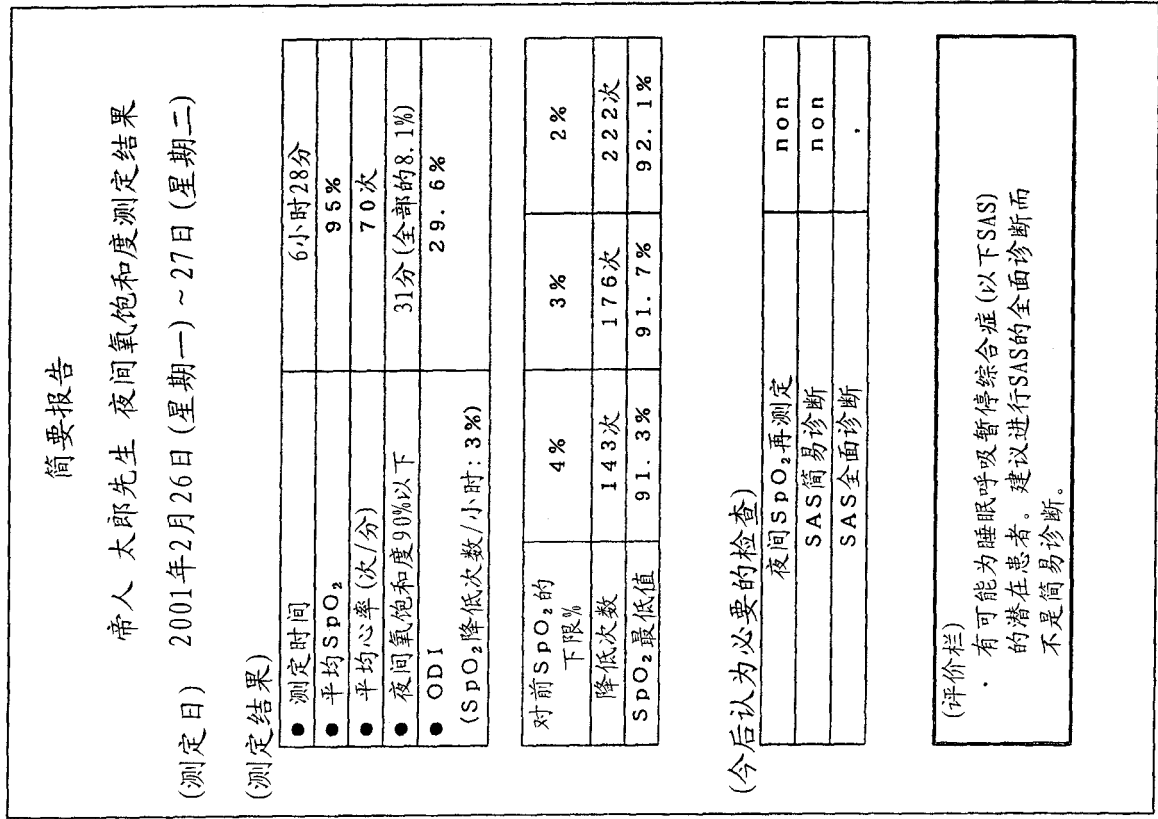 简要报告
帝人 太郎先生 夜间氧饱和度测定结果
(测定日) 2001年2月26日(星期一)~27日(星期二)
(测定结果)
● 测定时间 6小时28分
● 平均SpO₂ 95%
● 平均心率(次/分) 70次
● 夜间氧饱和度90%以下 31分(全部的8.1%)
● ODI 29.6%
(SpO₂降低次数/小时:3%)
对前SpO₂的 4% 3% 2%
下限%
降低次数 143次 176次 222次
SpO₂最低值 91.3% 91.7% 92.1%
(今后认为必要的检查)
夜间SpO₂再测定 non
SAS简易诊断 non
SAS全面诊断 ,
(评价栏)
· 有可能为睡眠呼吸暂停综合症(以下SAS)
的潜在患者。建议进行SAS的全面诊断而
不是简易诊断。